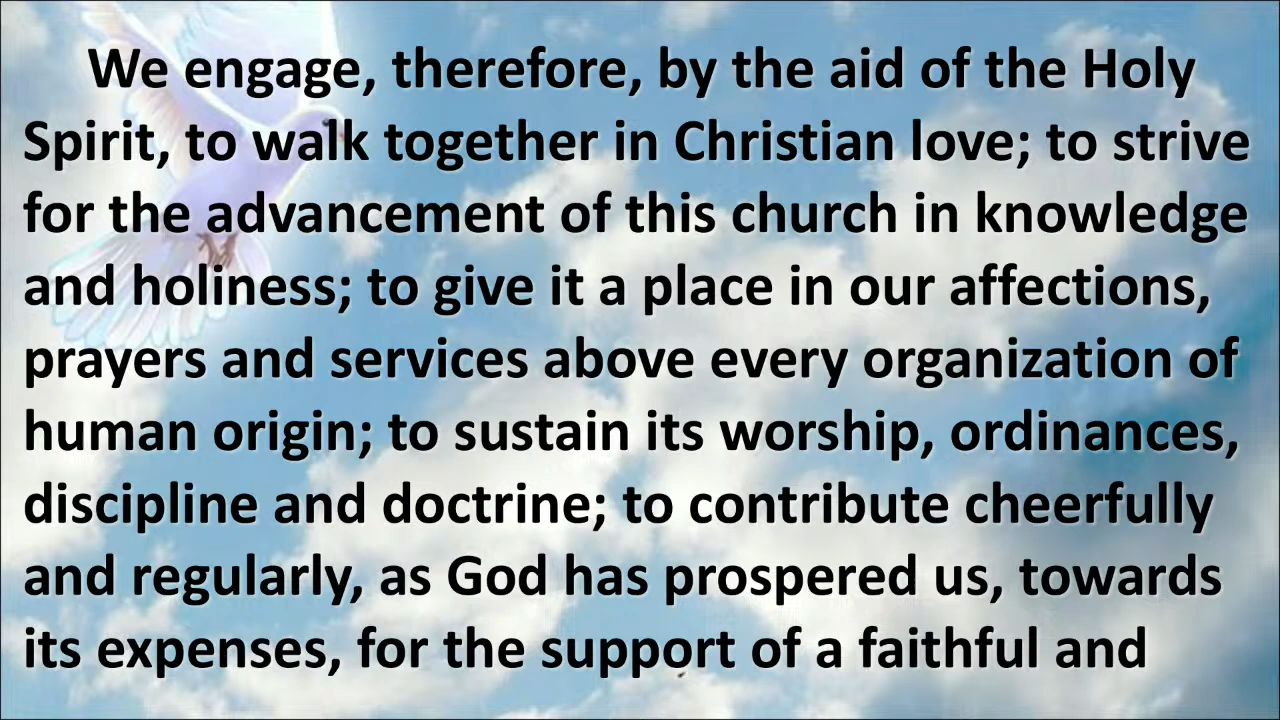 We engage, therefore, by the aid of the Holy
Spirit, to walk together in Christian love; to strive
for the advancement of this church in knowledge
and holiness; to give it a place in our affections,
prayers and services above every organization of
human origin; to sustain its worship, ordinances,
discipline and doctrine; to contribute cheerfully
and regularly, as God has prospered us, towards
its expenses, for the support of a faithful and